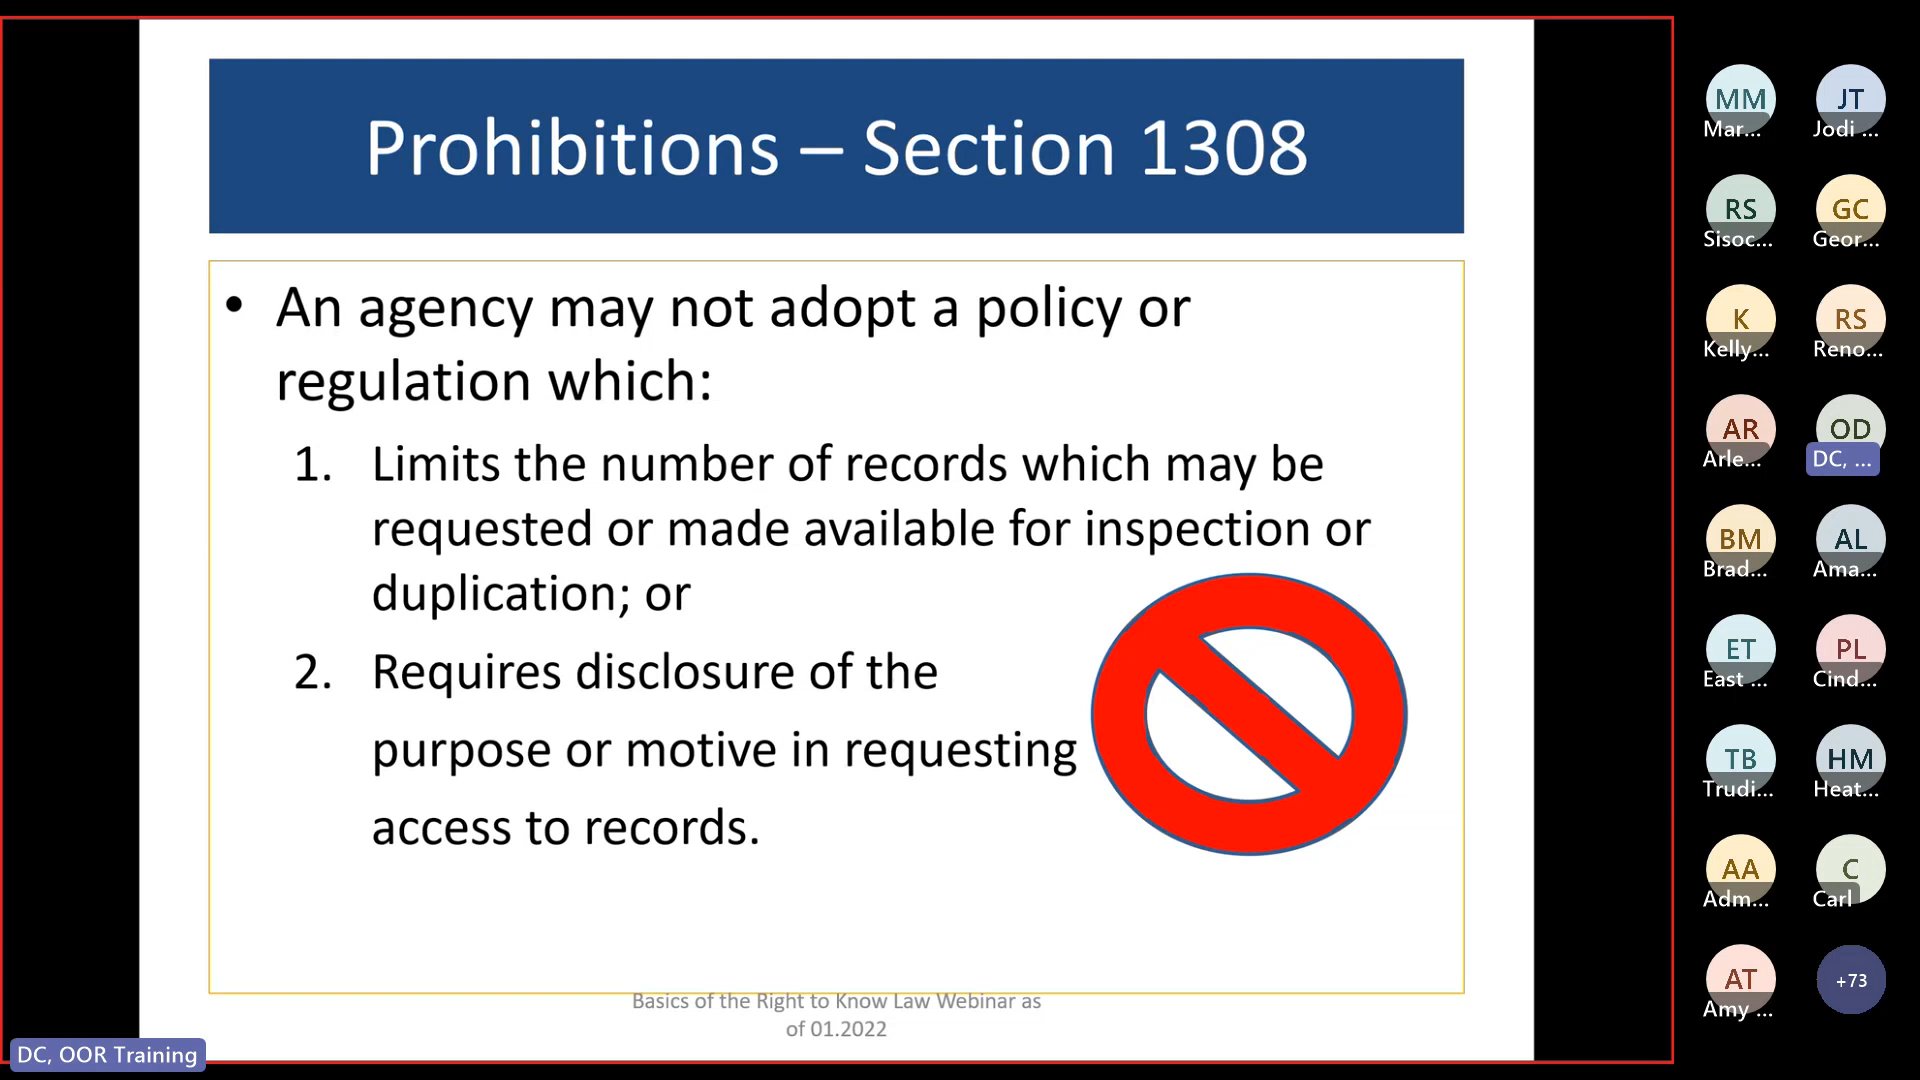 Prohibitions – Section 1308
• An agency may not adopt a policy or
regulation which:
1. Limits the number of records which may be
requested or made available for inspection or
duplication; or
2. Requires disclosure of the
purpose or motive in requesting
access to records.
Basics of the Right to Know Law Webinar as
of 01.2022
DC, OOR Training
MM
Mar...
JT
Jodi ...
RS
Sisoc...
GC
Geor...
K
Kelly...
RS
Reno...
AR
Arle...
OD
DC, ...
BM
Brad...
AL
Ama...
ET
East ...
PL
Cind...
TB
Trudi...
HM
Heat...
AA
Adm...
C
Carl
AT
Amy ...
+73